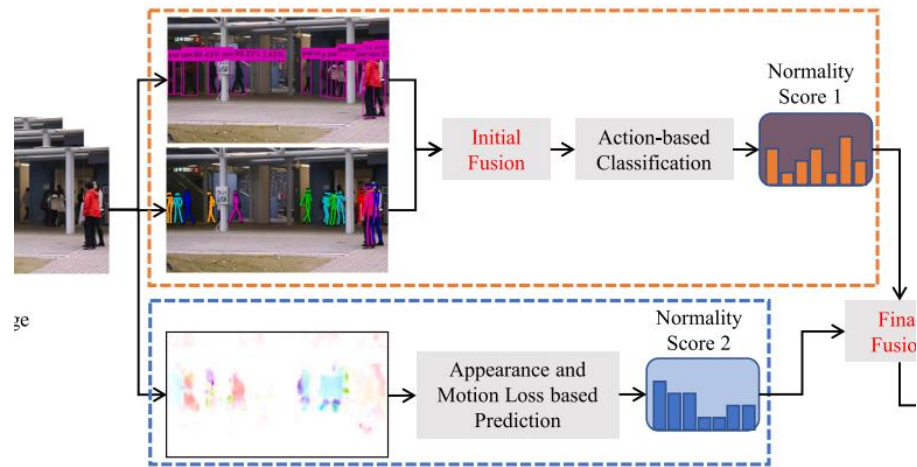 Normality
Score 1
Initial
Fusion
Action-based
Classification
ge
Normality
Score 2
Appearance and
Motion Loss based
Prediction
Fina
Fusio